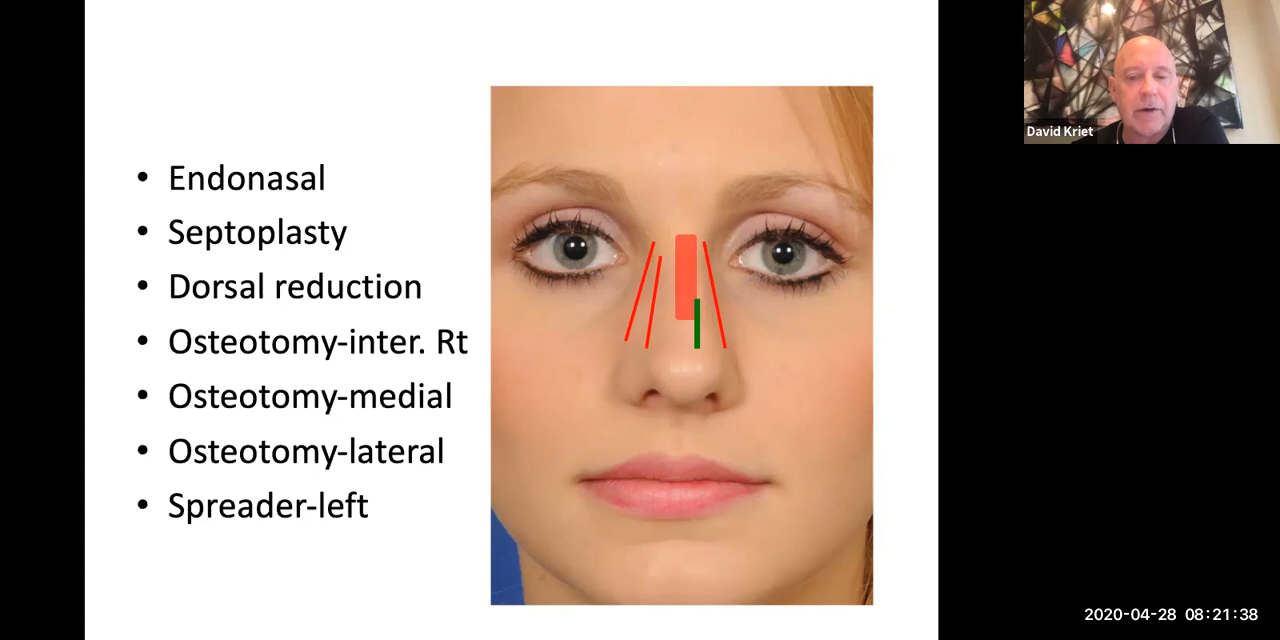 • Endonasal
• Septoplasty
• Dorsal reduction
• Osteotomy-inter. Rt
• Osteotomy-medial
• Osteotomy-lateral
• Spreader-left
David Kriet
2020-04-28 08:21:38